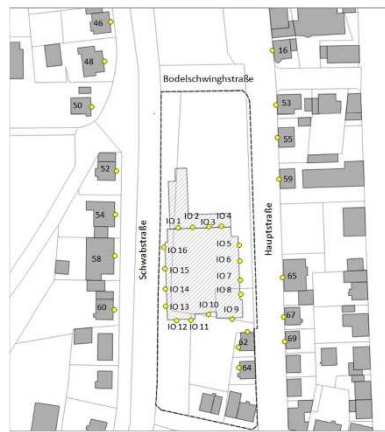 46
16
48
Bodelschwinghstraße
50
53
55
52
59
54
IO 2
IO 4
IO 1
IO 3
Schwabstraße
Hauptstraße
58
IO 16
IO 5
IO 6
IO 15
IO 7
65
IO 14
IO 8
60
IO 13
IO 10
IO 9
67
IO 12
IO 11
62
69
64